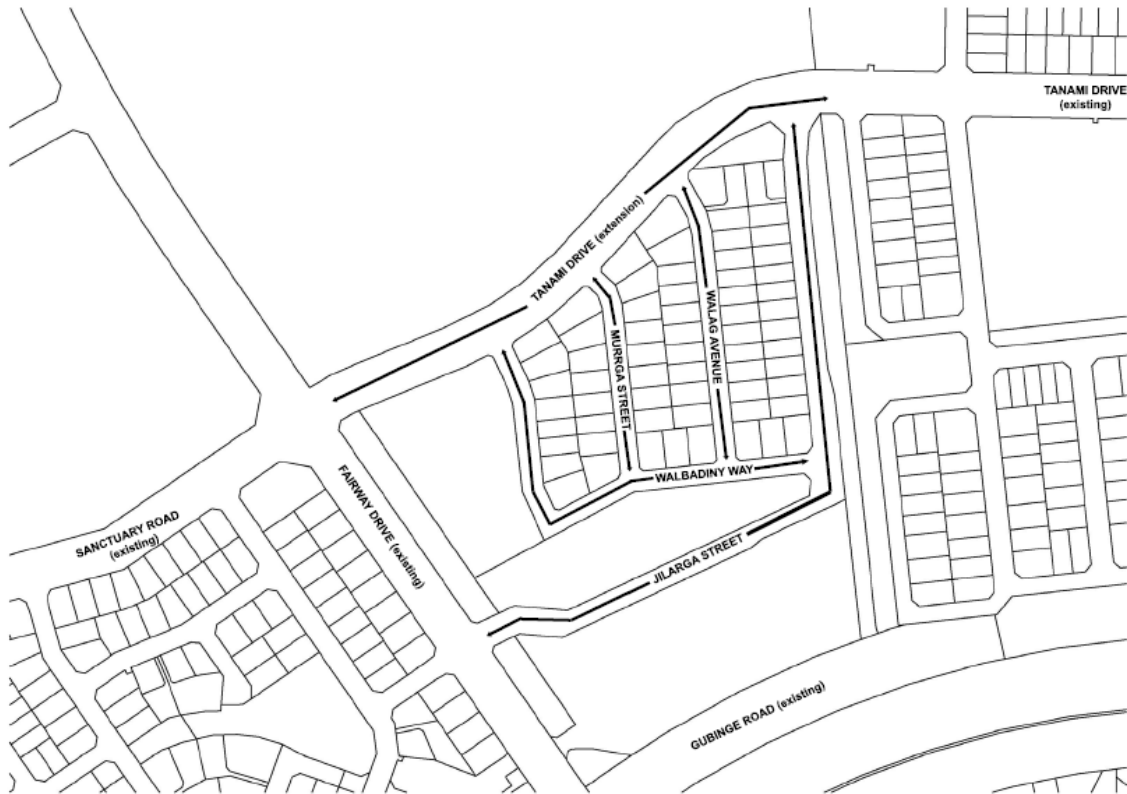 TANAMI DRIVE
(existing)
TANAMI DRIVE (extension)
WALAG AVENUE
MURRGA STREET
WALBADINY WAY
FAIRWAY DRIVE (existing)
SANCTUARY ROAD
(existing)
JILARGA STREET
GUBINGE ROAD (existing)